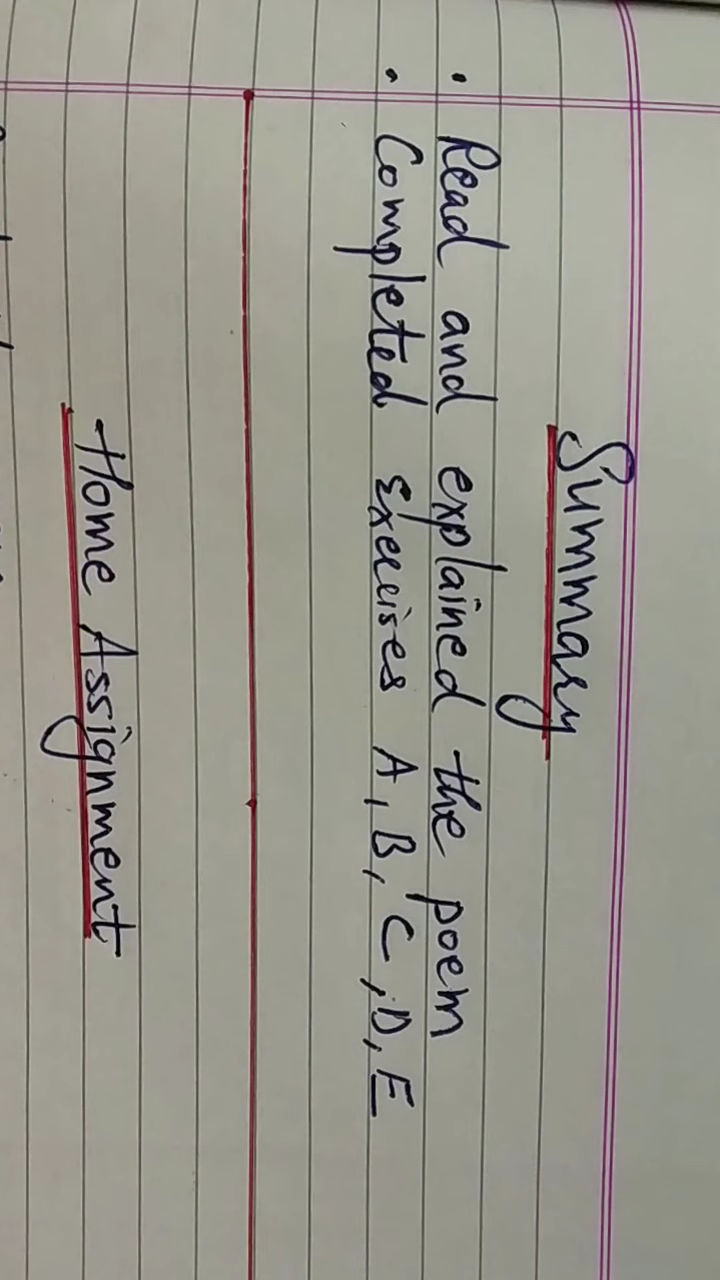 Summary
• Read and explained the poem
• Completed Exercises A, B, C, D, E
Home Assignment